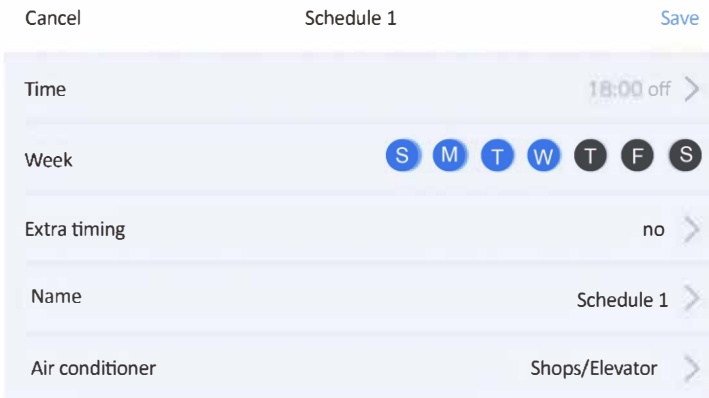 Cancel Schedule 1 Save
Time 18:00 off
Week S M T W T F S
Extra timing no
Name Schedule 1
Air conditioner Shops/Elevator